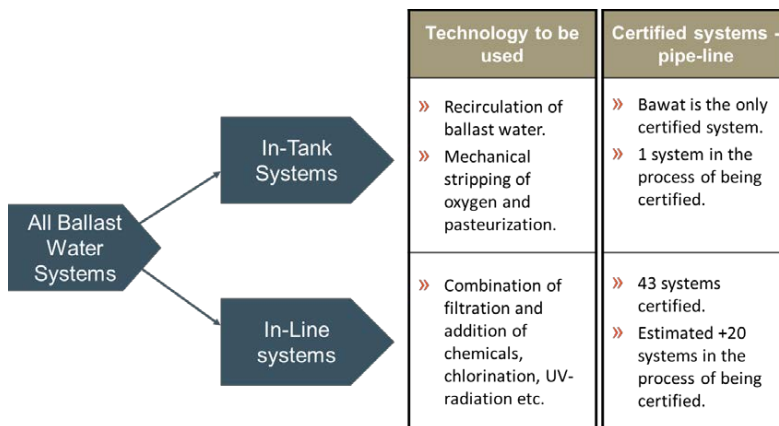 Technology to be
used
Certified systems -
pipe-line
All Ballast
Water
Systems
In-Tank
Systems
» Recirculation of
ballast water.
» Mechanical
stripping of
oxygen and
pasteurization.
» Bawat is the only
certified system.
» 1 system in the
process of being
certified.
In-Line
systems
» Combination of
filtration and
addition of
chemicals,
chlorination, UV-
radiation etc.
» 43 systems
certified.
» Estimated +20
systems in the
process of being
certified.